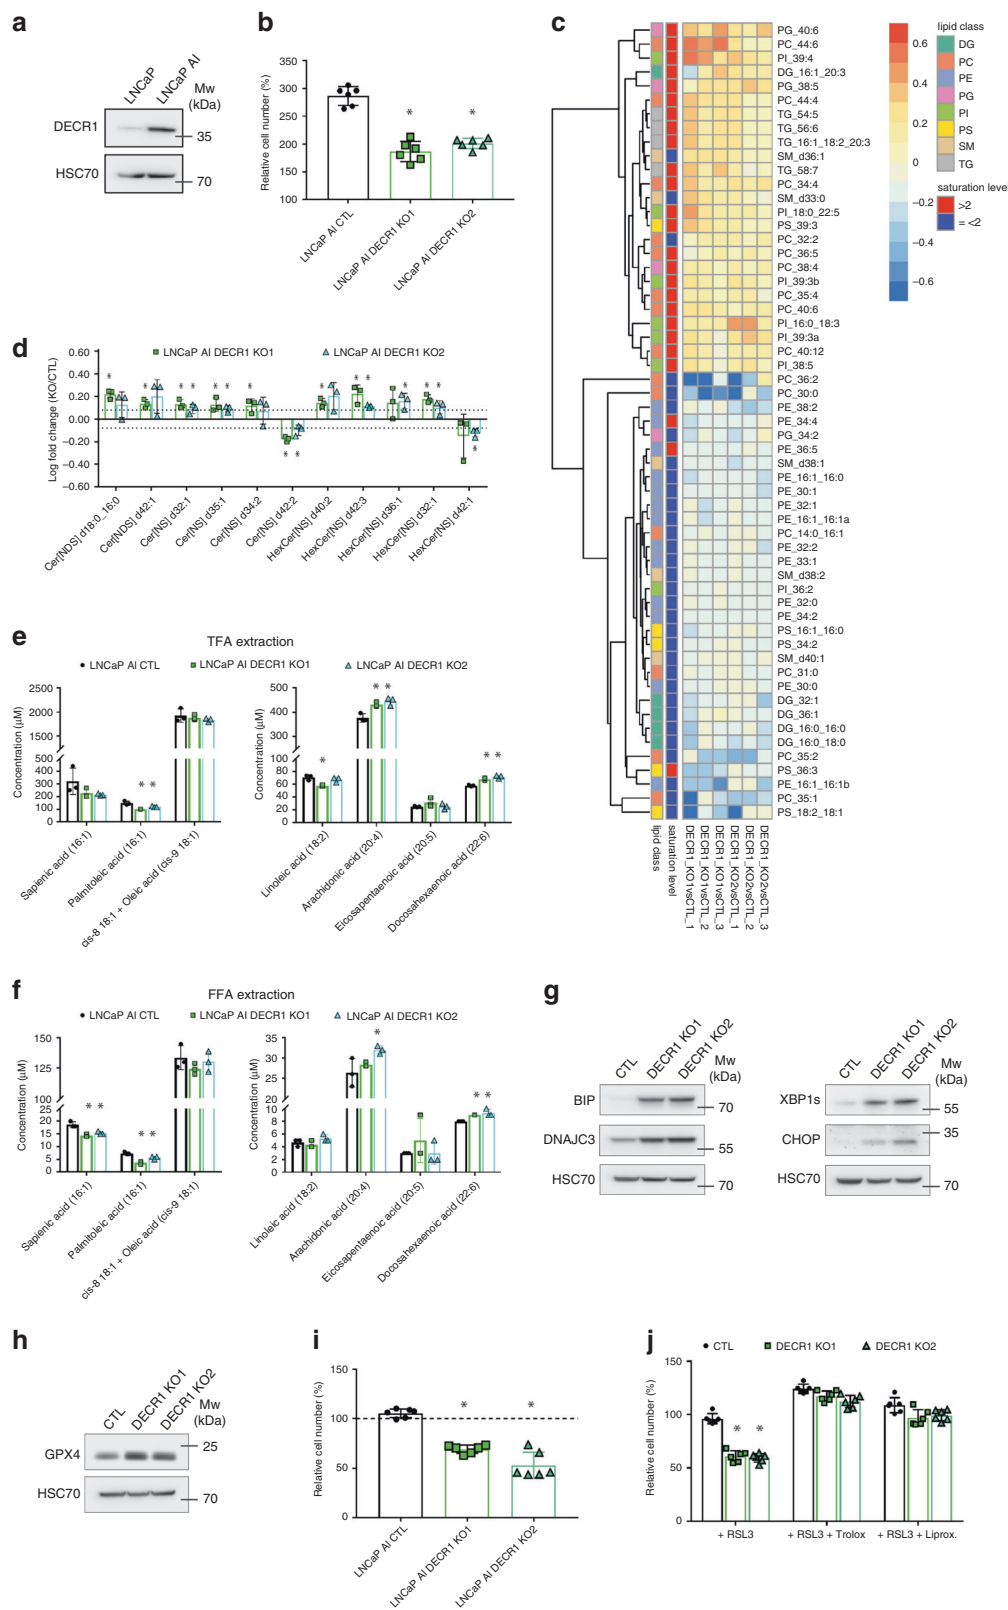 a
LNCaP
LNCaP AI
Mw
(kDa)
DECR1
35
HSC70
70
b
Relative cell number (%)
350
300
250
200
150
100
*
*
LNCaP AI CTL
LNCaP AI DECR1 KO1
LNCaP AI DECR1 KO2
c
PG_40:6
PC_44:6
PI_39:4
DG_16:1_20:3
PG_38:5
PC_44:4
TG_54:5
TG_56:6
TG_16:1_18:2_20:3
SM_d36:1
TG_58:7
PC_34:4
SM_d33:0
PI_18:0_22:5
PS_39:3
PC_32:2
PC_36:5
PC_38:4
PI_39:3b
PC_35:4
PC_40:6
PI_16:0_18:3
PI_39:3a
PC_40:12
PI_38:5
PC_36:2
PC_30:0
PE_38:2
PE_34:4
PG_34:2
PE_36:5
SM_d38:1
PE_16:1_16:0
PE_30:1
PE_32:1
PE_16:1_16:1a
PC_14:0_16:1
PE_32:2
PE_33:1
SM_d38:2
PI_36:2
PE_32:0
PE_34:2
PS_16:1_16:0
PS_34:2
SM_d40:1
PC_31:0
PE_30:0
DG_32:1
DG_36:1
DG_16:0_16:0
DG_16:0_18:0
PC_35:2
PS_36:3
PE_16:1_16:1b
PC_35:1
PS_18:2_18:1
lipid class
saturation level
DECR1_KO1vsCTL_1
DECR1_KO1vsCTL_2
DECR1_KO1vsCTL_3
DECR1_KO2vsCTL_1
DECR1_KO2vsCTL_2
DECR1_KO2vsCTL_3
0.6
0.4
0.2
0
−0.2
−0.4
−0.6
lipid class
DG
PC
PE
PG
PI
PS
SM
TG
saturation level
>2
= <2
d
LNCaP AI DECR1 KO1
LNCaP AI DECR1 KO2
Log fold change (KO/CTL)
0.60
0.40
0.20
0.00
−0.20
−0.40
−0.60
Cer[NDS] d18:0_16:0
Cer[NDS] d42:1
Cer[NS] d32:1
Cer[NS] d35:1
Cer[NS] d34:2
Cer[NS] d42:2
HexCer[NS] d40:2
HexCer[NS] d42:3
HexCer[NS] d36:1
HexCer[NS] d32:1
HexCer[NS] d42:1
e
TFA extraction
LNCaP AI CTL
LNCaP AI DECR1 KO1
LNCaP AI DECR1 KO2
Concentration (µM)
2500
2000
1500
1000
500
400
300
200
100
0
* *
Sapienic acid (16:1)
Palmitoleic acid (16:1)
cis-8 18:1 + Oleic acid (cis-9 18:1)
Concentration (µM)
500
400
300
100
80
60
40
20
0
*
* *
* *
Linoleic acid (18:2)
Arachidonic acid (20:4)
Eicosapentaenoic acid (20:5)
Docosahexaenoic acid (22:6)
f
FFA extraction
LNCaP AI CTL
LNCaP AI DECR1 KO1
LNCaP AI DECR1 KO2
Concentration (µM)
150
125
100
25
20
15
10
5
0
* *
* *
Sapienic acid (16:1)
Palmitoleic acid (16:1)
cis-8 18:1 + Oleic acid (cis-9 18:1)
Concentration (µM)
35
30
25
20
10
8
6
4
2
0
*
* *
Linoleic acid (18:2)
Arachidonic acid (20:4)
Eicosapentaenoic acid (20:5)
Docosahexaenoic acid (22:6)
g
CTL
DECR1 KO1
DECR1 KO2
Mw
(kDa)
BIP
70
DNAJC3
55
HSC70
70
CTL
DECR1 KO1
DECR1 KO2
Mw
(kDa)
XBP1s
55
CHOP
35
HSC70
70
h
CTL
DECR1 KO1
DECR1 KO2
Mw
(kDa)
GPX4
25
HSC70
70
i
Relative cell number (%)
150
100
50
0
*
*
LNCaP AI CTL
LNCaP AI DECR1 KO1
LNCaP AI DECR1 KO2
j
CTL
DECR1 KO1
DECR1 KO2
Relative cell number (%)
150
100
50
0
* *
+ RSL3
+ RSL3 + Trolox
+ RSL3 + Liprox.